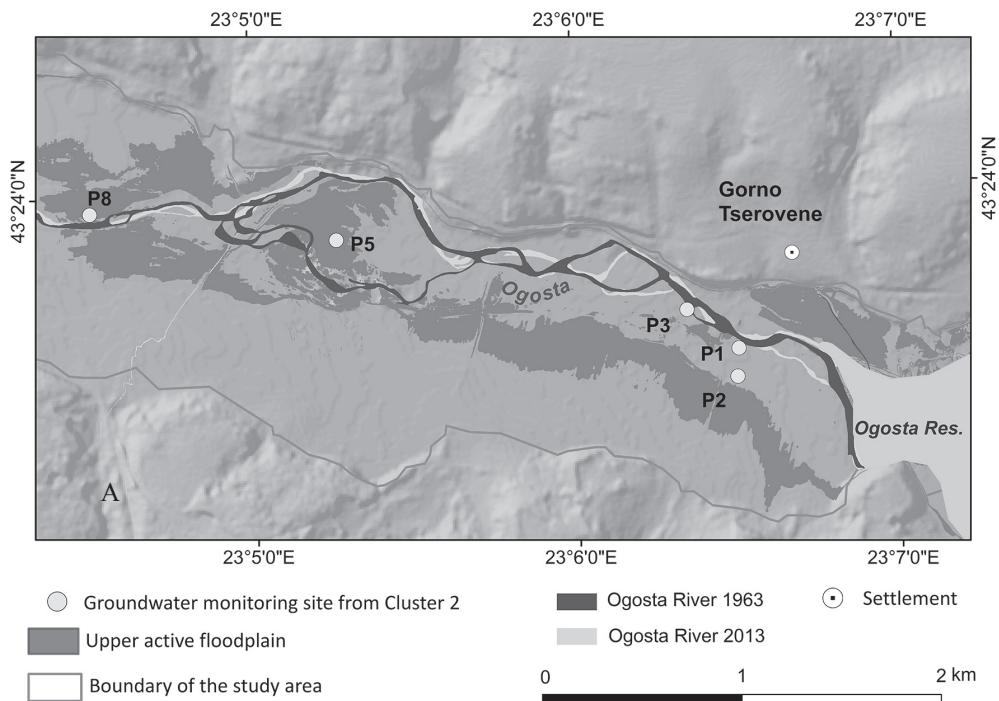 23°5'0"E 23°6'0"E 23°7'0"E
43°24'0"N
43°24'0"N
P8
Gorno
Tserovene
P5
Ogosta
P3
P1
P2
Ogosta Res.
A
23°5'0"E 23°6'0"E 23°7'0"E
Groundwater monitoring site from Cluster 2
Upper active floodplain
Boundary of the study area
Ogosta River 1963
Ogosta River 2013
Settlement
0 1 2 km